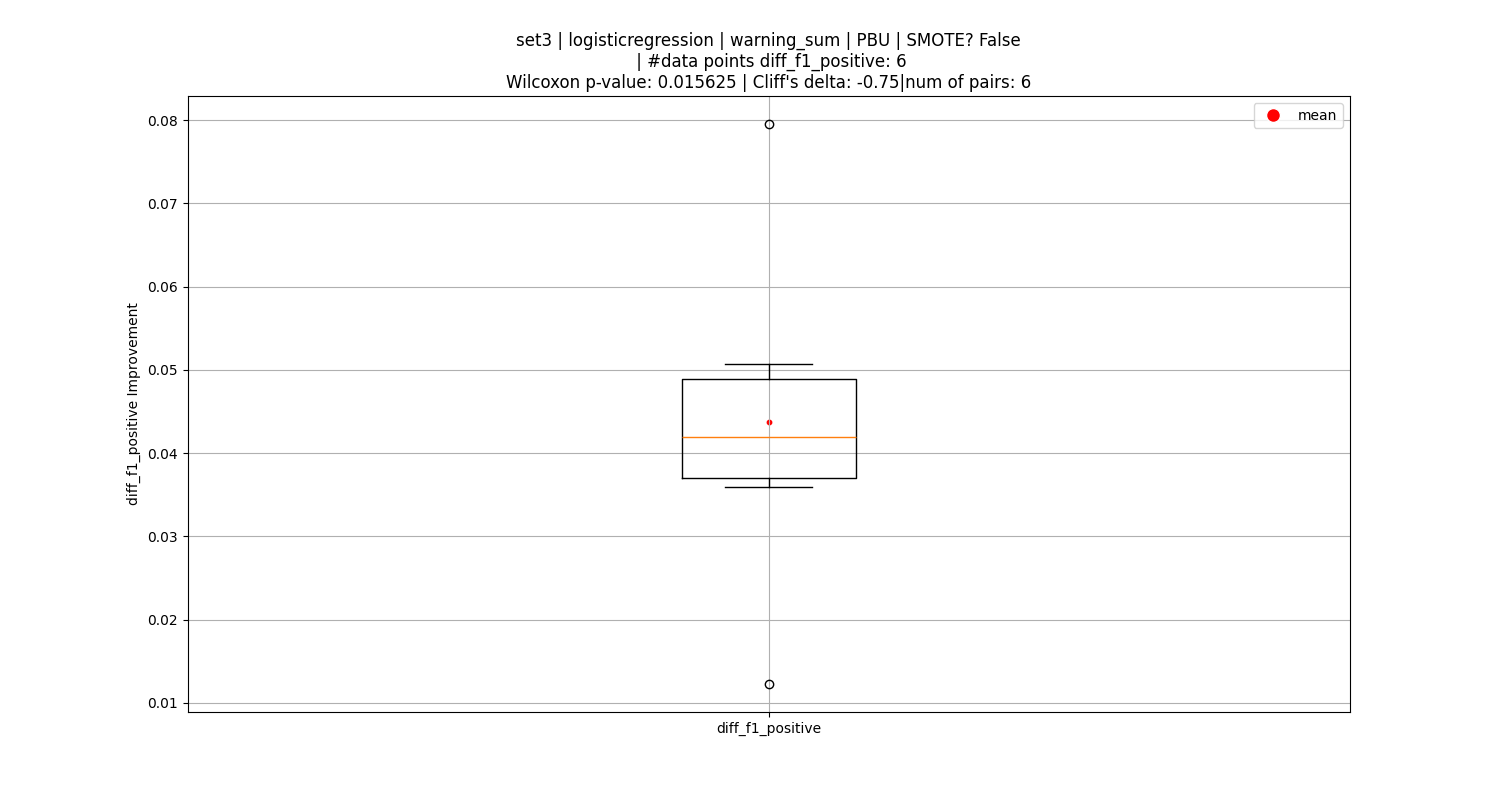 set3 | logisticregression | warning_sum | PBU | SMOTE? False
| #data points diff_f1_positive: 6
Wilcoxon p-value: 0.015625 | Cliff's delta: -0.75|num of pairs: 6
mean
0.08
0.07
0.06
0.05
0.04
0.03
0.02
0.01
diff_f1_positive Improvement
diff_f1_positive